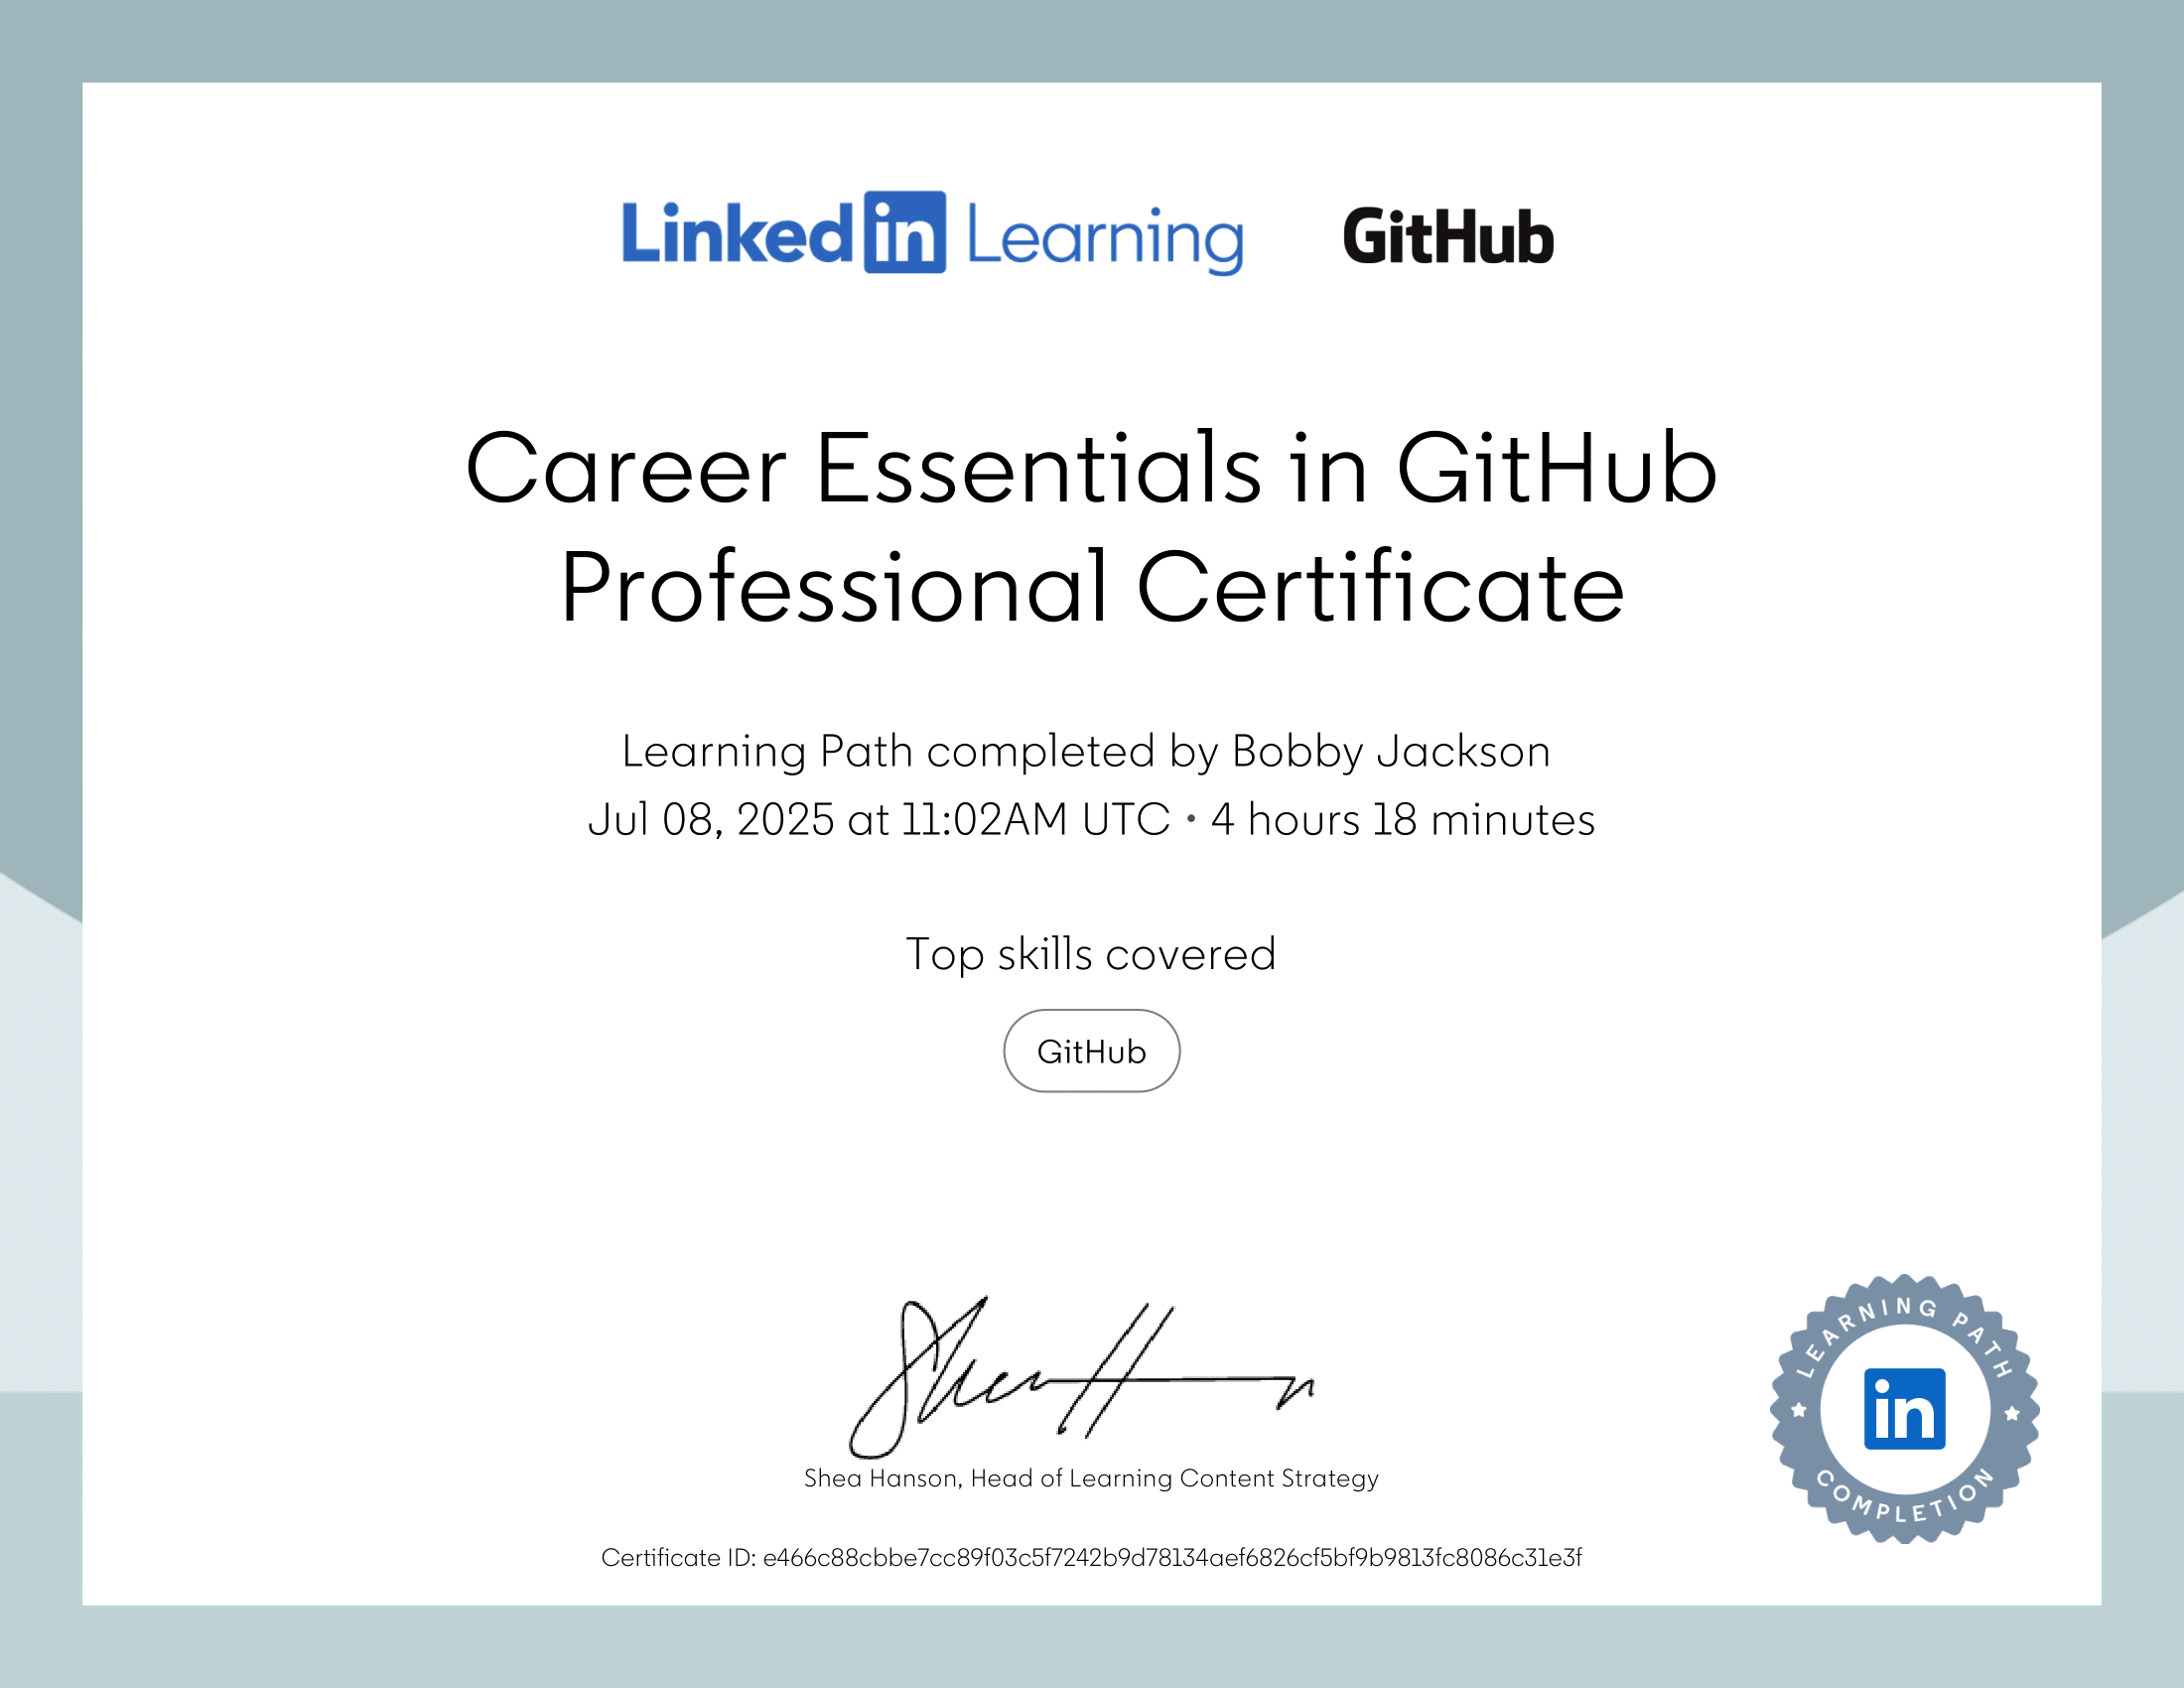 Linked in Learning GitHub
Career Essentials in GitHub
Professional Certificate
Learning Path completed by Bobby Jackson
Jul 08, 2025 at 11:02AM UTC • 4 hours 18 minutes
Top skills covered
GitHub
Shea Hanson, Head of Learning Content Strategy
Certificate ID: e466c88cbbe7cc89f03c5f7242b9d78134aef6826cf5bf9b9813fc8086c31e3f
LEARNING PATH
in
COMPLETION